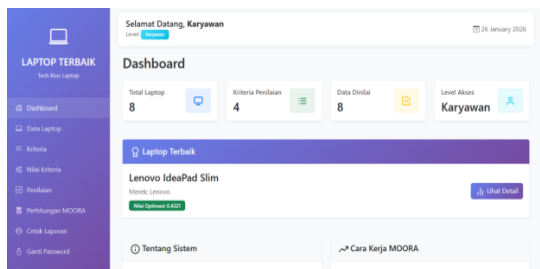 LAPTOP TERBAIK
Tech Kios Laptop
Dashboard
Data Laptop
Kriteria
Nilai Kriteria
Penilaian
Perhitungan MOORA
Cetak Laporan
Ganti Password
Selamat Datang, Karyawan
Level: Karyawan
26 January 2026
Dashboard
Total Laptop
8
Kriteria Penilaian
4
Data Dinilai
8
Level Akses
Karyawan
Laptop Terbaik
Lenovo IdeaPad Slim
Merek: Lenovo
Nilai Optimasi: 0.4321
Lihat Detail
Tentang Sistem
Cara Kerja MOORA